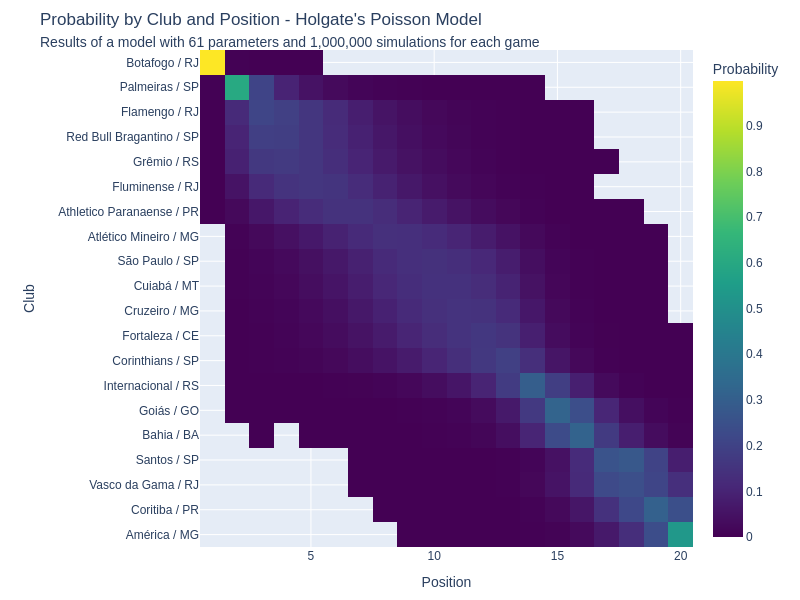 Probability by Club and Position - Holgate's Poisson Model
Results of a model with 61 parameters and 1,000,000 simulations for each game
Probability
Club
Botafogo / RJ
Palmeiras / SP
Flamengo / RJ
Red Bull Bragantino / SP
Grêmio / RS
Fluminense / RJ
Athletico Paranaense / PR
Atlético Mineiro / MG
São Paulo / SP
Cuiabá / MT
Cruzeiro / MG
Fortaleza / CE
Corinthians / SP
Internacional / RS
Goiás / GO
Bahia / BA
Santos / SP
Vasco da Gama / RJ
Coritiba / PR
América / MG
0.9
0.8
0.7
0.6
0.5
0.4
0.3
0.2
0.1
0
5 10 15 20
Position